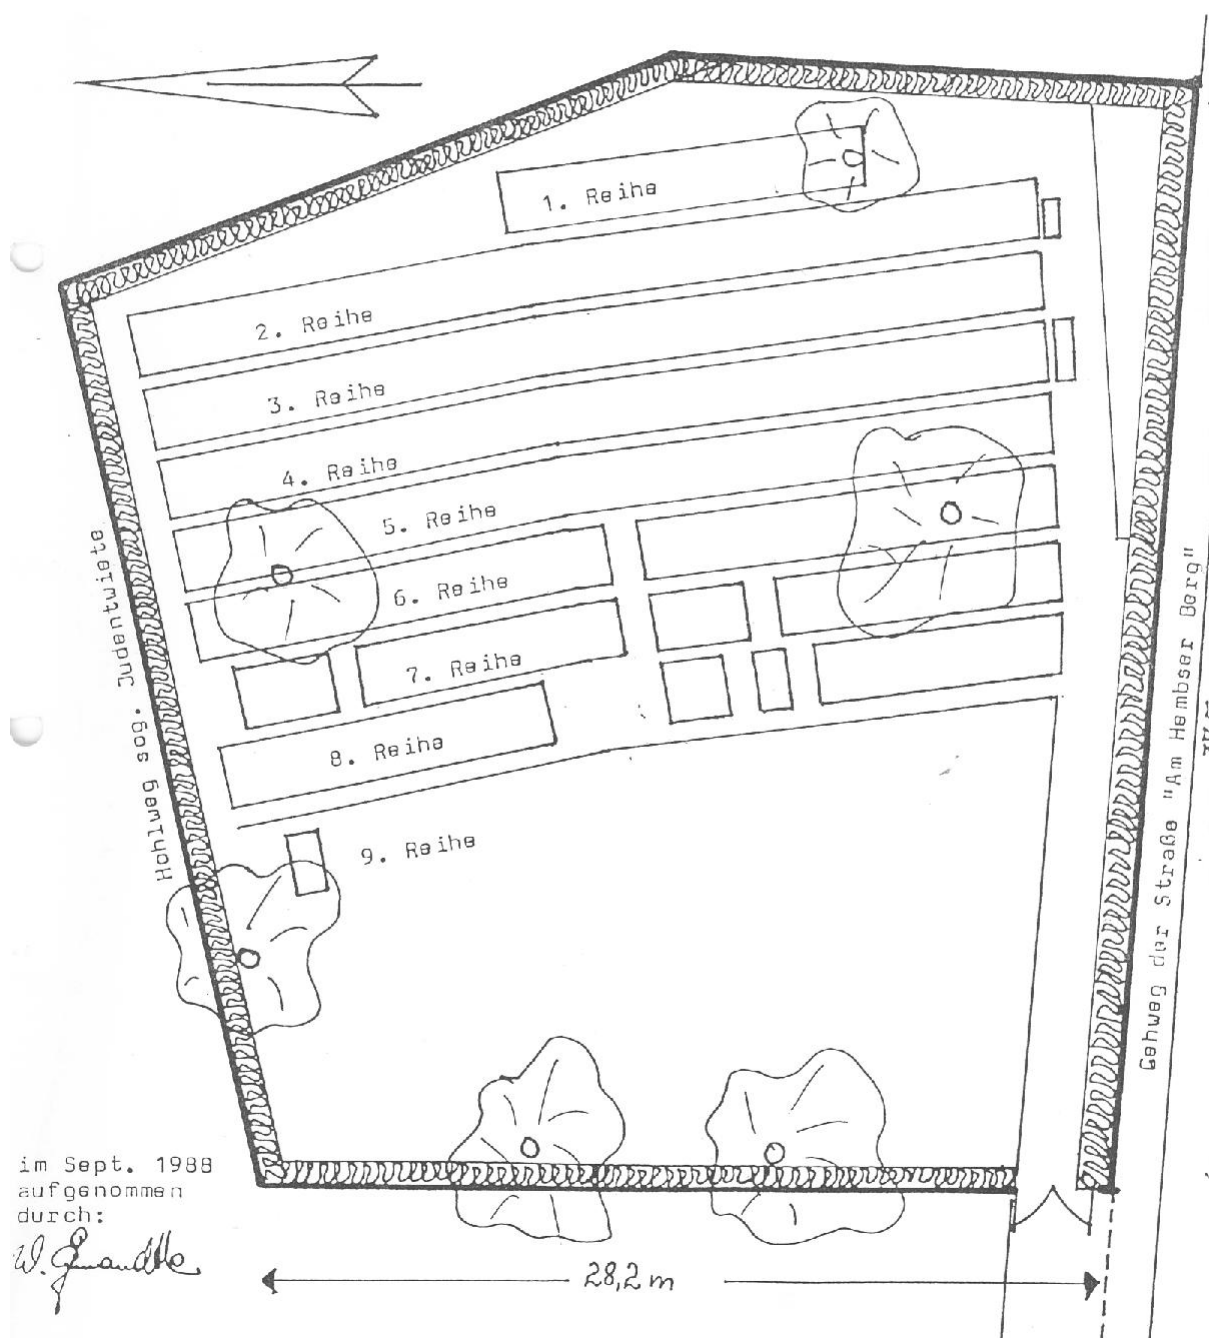 1. Reihe
2. Reihe
3. Reihe
4. Reihe
5. Reihe
6. Reihe
7. Reihe
8. Reihe
9. Reihe
Hohlweg sog. Judentwiete
Gehweg der Straße "Am Hembser Berg"
im Sept. 1988
aufgenommen
durch:
W.
28,2 m